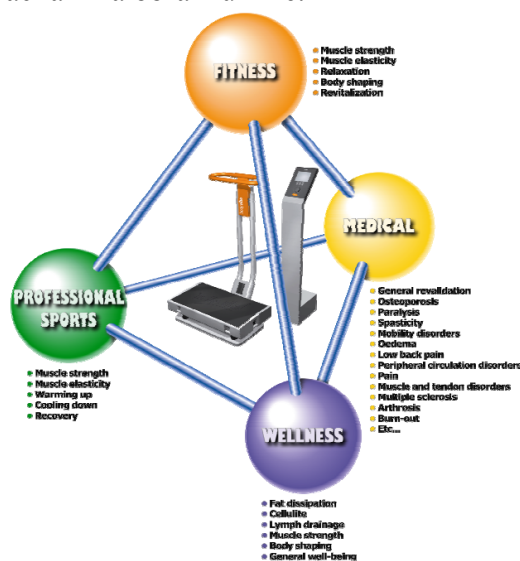 FITNESS
Muscle strength
Muscle elasticity
Relaxation
Body shaping
Revitalization
MEDICAL
General revalidation
Osteoporosis
Paralysis
Spasticity
Mobility disorders
Oedema
Low back pain
Peripheral circulation disorders
Pain
Muscle and tendon disorders
Multiple sclerosis
Arthrosis
Burn-out
Etc...
PROFESSIONAL
SPORTS
Muscle strength
Muscle elasticity
Warming up
Cooling down
Recovery
WELLNESS
Fat dissipation
Cellulite
Lymph drainage
Muscle strength
Body shaping
General well-being